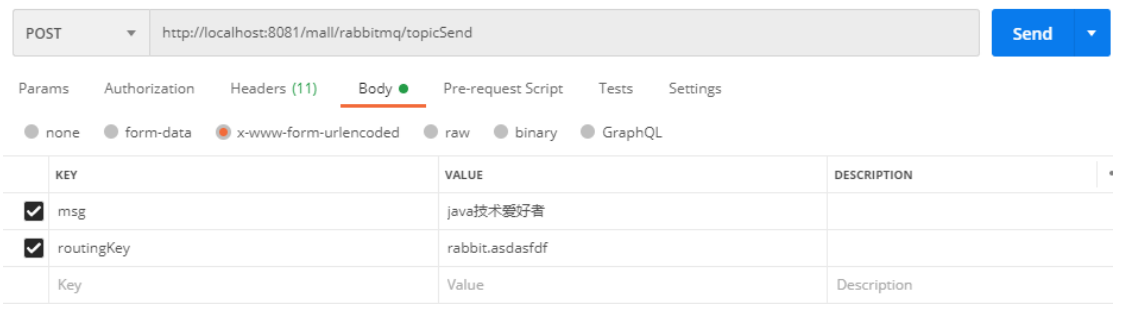 POST http://localhost:8081/mall/rabbitmq/topicSend Send
Params Authorization Headers (11) Body Pre-request Script Tests Settings
none form-data x-www-form-urlencoded raw binary GraphQL
KEY VALUE DESCRIPTION
msg java技术爱好者
routingKey rabbit.asdasfdf
Key Value Description